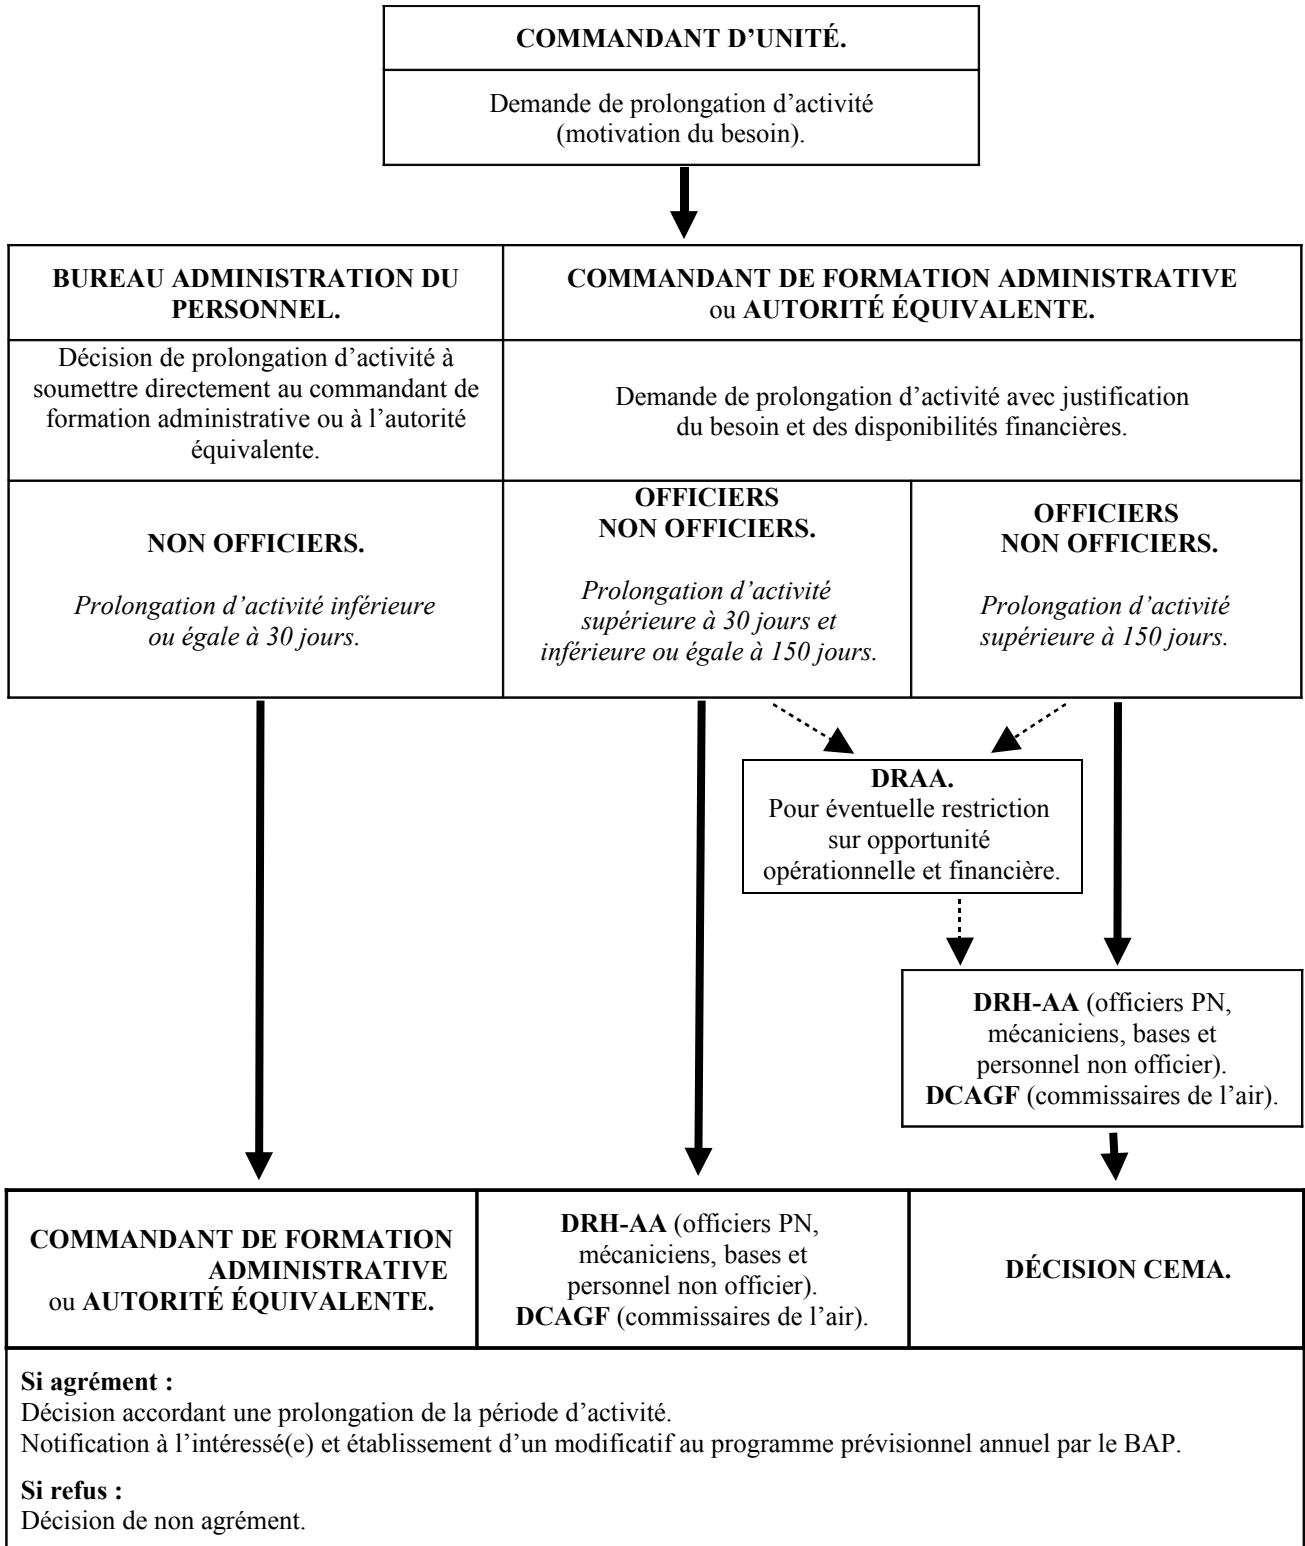 COMMANDANT D’UNITÉ.
Demande de prolongation d’activité
(motivation du besoin).
BUREAU ADMINISTRATION DU
PERSONNEL.
COMMANDANT DE FORMATION ADMINISTRATIVE
ou AUTORITÉ ÉQUIVALENTE.
Décision de prolongation d’activité à
soumettre directement au commandant de
formation administrative ou à l’autorité
équivalente.
Demande de prolongation d’activité avec justification
du besoin et des disponibilités financières.
NON OFFICIERS.
Prolongation d’activité inférieure
ou égale à 30 jours.
OFFICIERS
NON OFFICIERS.
Prolongation d’activité
supérieure à 30 jours et
inférieure ou égale à 150 jours.
OFFICIERS
NON OFFICIERS.
Prolongation d’activité
supérieure à 150 jours.
DRAA.
Pour éventuelle restriction
sur opportunité
opérationnelle et financière.
DRH-AA (officiers PN,
mécaniciens, bases et
personnel non officier).
DCAGF (commissaires de l’air).
COMMANDANT DE FORMATION
ADMINISTRATIVE
ou AUTORITÉ ÉQUIVALENTE.
DRH-AA (officiers PN,
mécaniciens, bases et
personnel non officier).
DCAGF (commissaires de l’air).
DÉCISION CEMA.
Si agrément :
Décision accordant une prolongation de la période d’activité.
Notification à l’intéressé(e) et établissement d’un modificatif au programme prévisionnel annuel par le BAP.
Si refus :
Décision de non agrément.